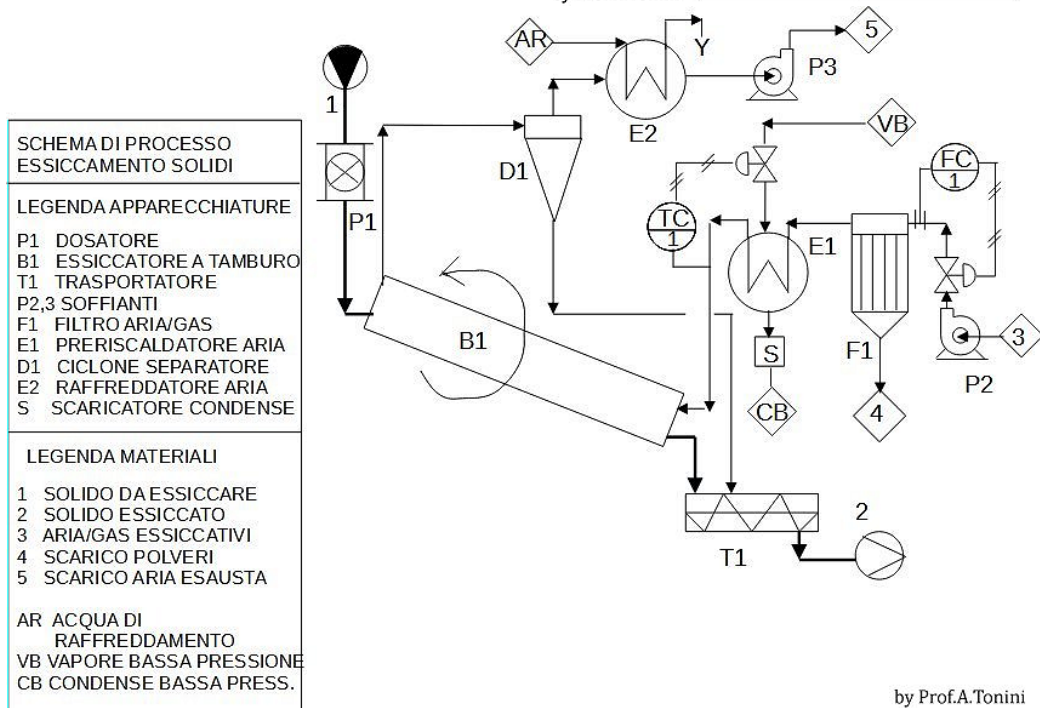 SCHEMA DI PROCESSO
ESSICCAMENTO SOLIDI
LEGENDA APPARECCHIATURE
P1 DOSATORE
B1 ESSICCATORE A TAMBURO
T1 TRASPORTATORE
P2,3 SOFFIANTI
F1 FILTRO ARIA/GAS
E1 PRERISCALDATORE ARIA
D1 CICLONE SEPARATORE
E2 RAFFREDDATORE ARIA
S SCARICATORE CONDENSE
LEGENDA MATERIALI
1 SOLIDO DA ESSICCARE
2 SOLIDO ESSICCATO
3 ARIA/GAS ESSICCATIVI
4 SCARICO POLVERI
5 SCARICO ARIA ESAUSTA
AR ACQUA DI
RAFFREDDAMENTO
VB VAPORE BASSA PRESSIONE
CB CONDENSE BASSA PRESS.
1
P1
B1
D1
AR
Y
E2
P3
5
VB
TC
1
E1
FC
1
F1
P2
3
4
S
CB
T1
2
by Prof.A.Tonini